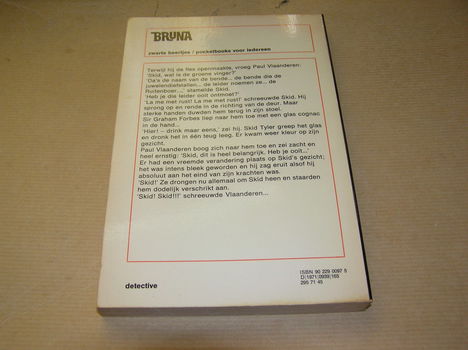 BRUNA
zwarte beertjes / pocketbooks voor iedereen
Terwijl hij de fles openmaakte, vroeg Paul Vlaanderen:
'Skid, wat is de groene vinger?'
'Da's de naam van de bende... de bende die de
juwelendiefstallen... de leider noemen ze... de
Ruitenboer...,' stamelde Skid.
'Heb je die leider ooit ontmoet?'
'La me met rust! La me met rust!' schreeuwde Skid. Hij
sprong op en rende in de richting van de deur. Maar
sterke handen duwden hem terug in zijn stoel.
Sir Graham Forbes liep naar hem toe met een glas cognac
in de hand...
'Hier! - drink maar eens,' zei hij. Skid Tyler greep het glas
en dronk het in één teug leeg. Er kwam weer kleur op zijn
gezicht.
Paul Vlaanderen boog zich naar hem toe en zei zacht en
heel ernstig: 'Skid, dit is heel belangrijk. Heb je ooit...'
Er had een vreemde verandering plaats op Skid's gezicht;
het was intens bleek geworden en hij zag eruit alsof hij
absoluut aan het eind van zijn krachten was.
'Skid!' Ze drongen nu allemaal om Skid heen en staarden
hem dodelijk verschrikt aan.
'Skid! Skid!!!' schreeuwde Vlaanderen...
detective
ISBN 90 229 0097 5
D/1971/0939/165
295 71 45